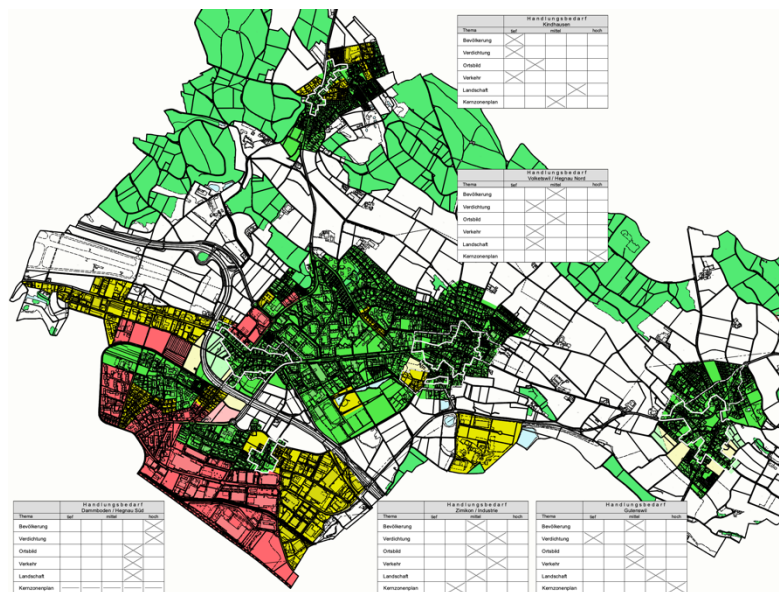 Handlungsbedarf
Kindhausen
Thema tief mittel hoch
Bevölkerung
Verdichtung
Ortsbild
Verkehr
Landschaft
Kernzonenplan
Handlungsbedarf
Volketswil / Hegnau Nord
Thema tief mittel hoch
Bevölkerung
Verdichtung
Ortsbild
Verkehr
Landschaft
Kernzonenplan
Handlungsbedarf
Dammboden / Hegnau Süd
Thema tief mittel hoch
Bevölkerung
Verdichtung
Ortsbild
Verkehr
Landschaft
Kernzonenplan
Handlungsbedarf
Zimikon / Industrie
Thema tief mittel hoch
Bevölkerung
Verdichtung
Ortsbild
Verkehr
Landschaft
Kernzonenplan
Handlungsbedarf
Gutenswil
Thema tief mittel hoch
Bevölkerung
Verdichtung
Ortsbild
Verkehr
Landschaft
Kernzonenplan